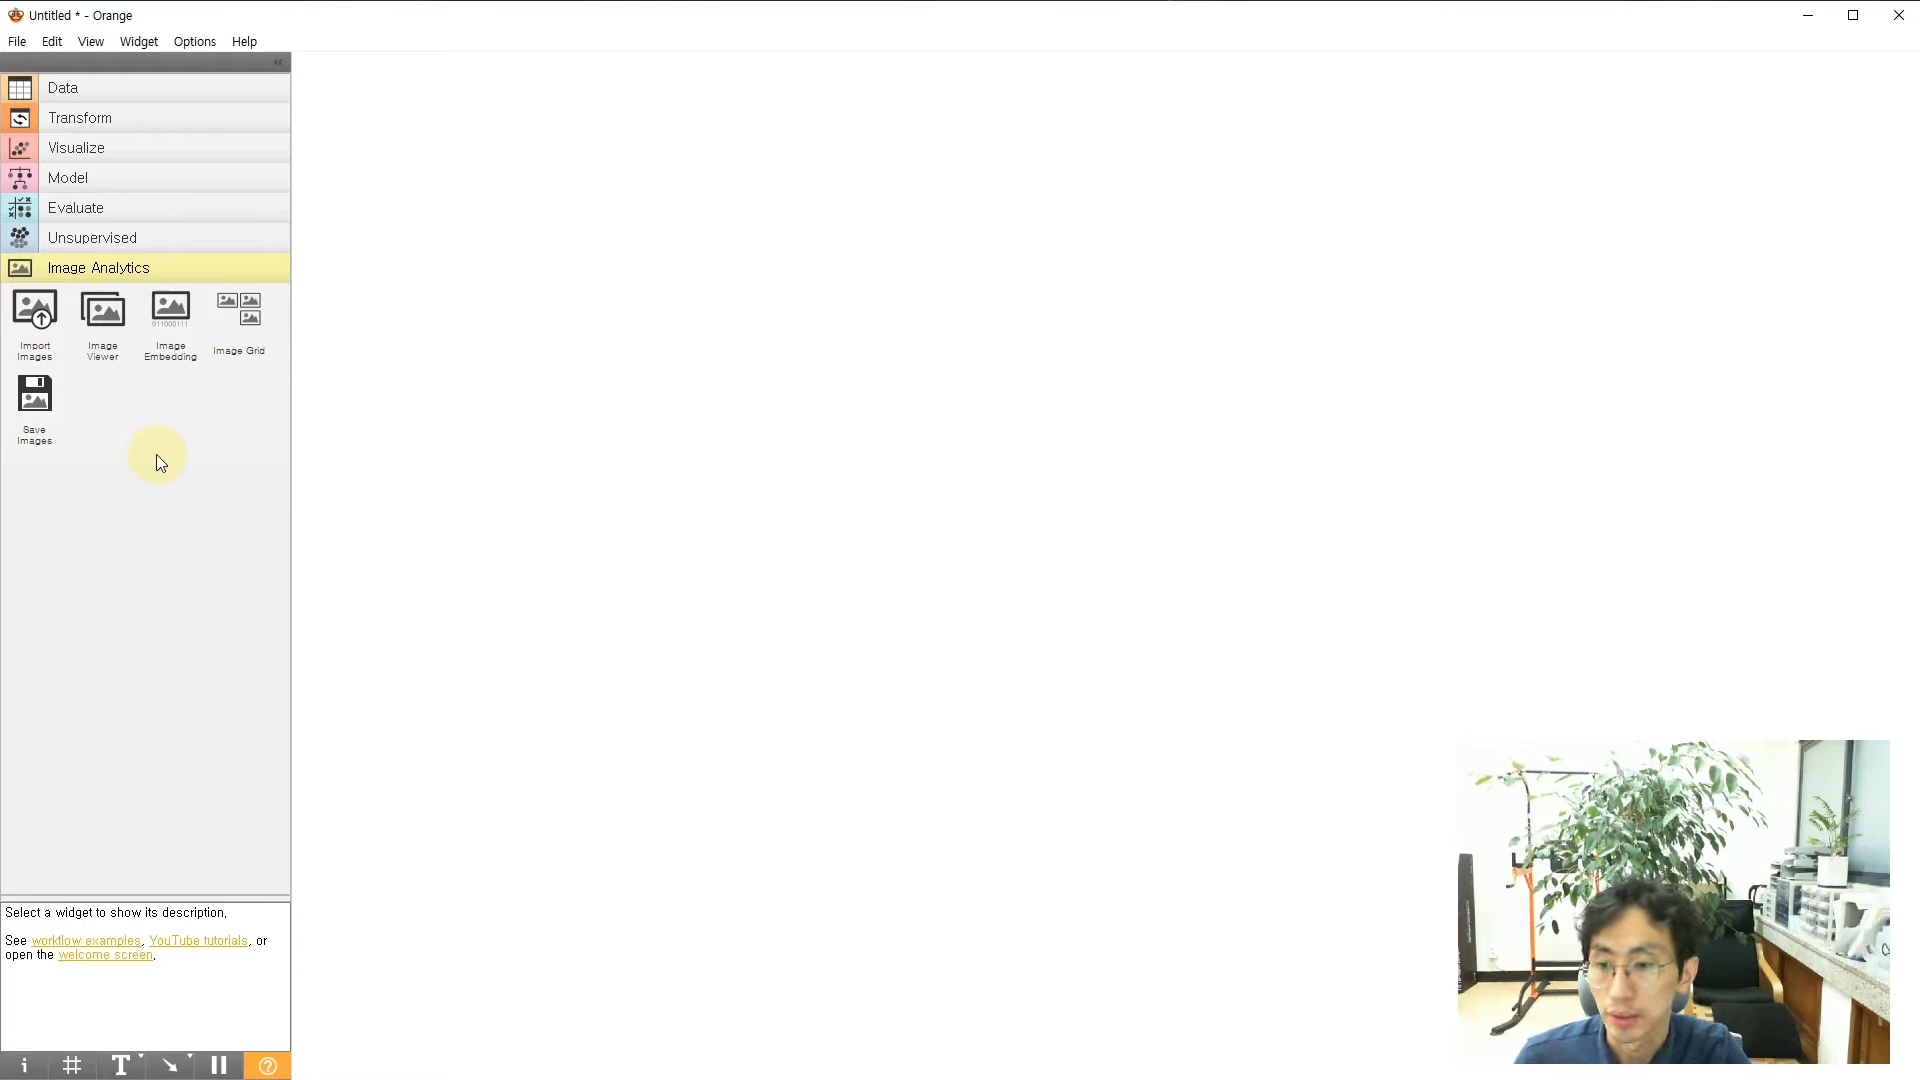 Untitled * - Orange
File Edit View Widget Options Help
Data
Transform
Visualize
Model
Evaluate
Unsupervised
Image Analytics
Import Images
Image Viewer
Image Embedding
011000111
Image Grid
Save Images
Select a widget to show its description.
See workflow examples, YouTube tutorials, or
open the welcome screen.